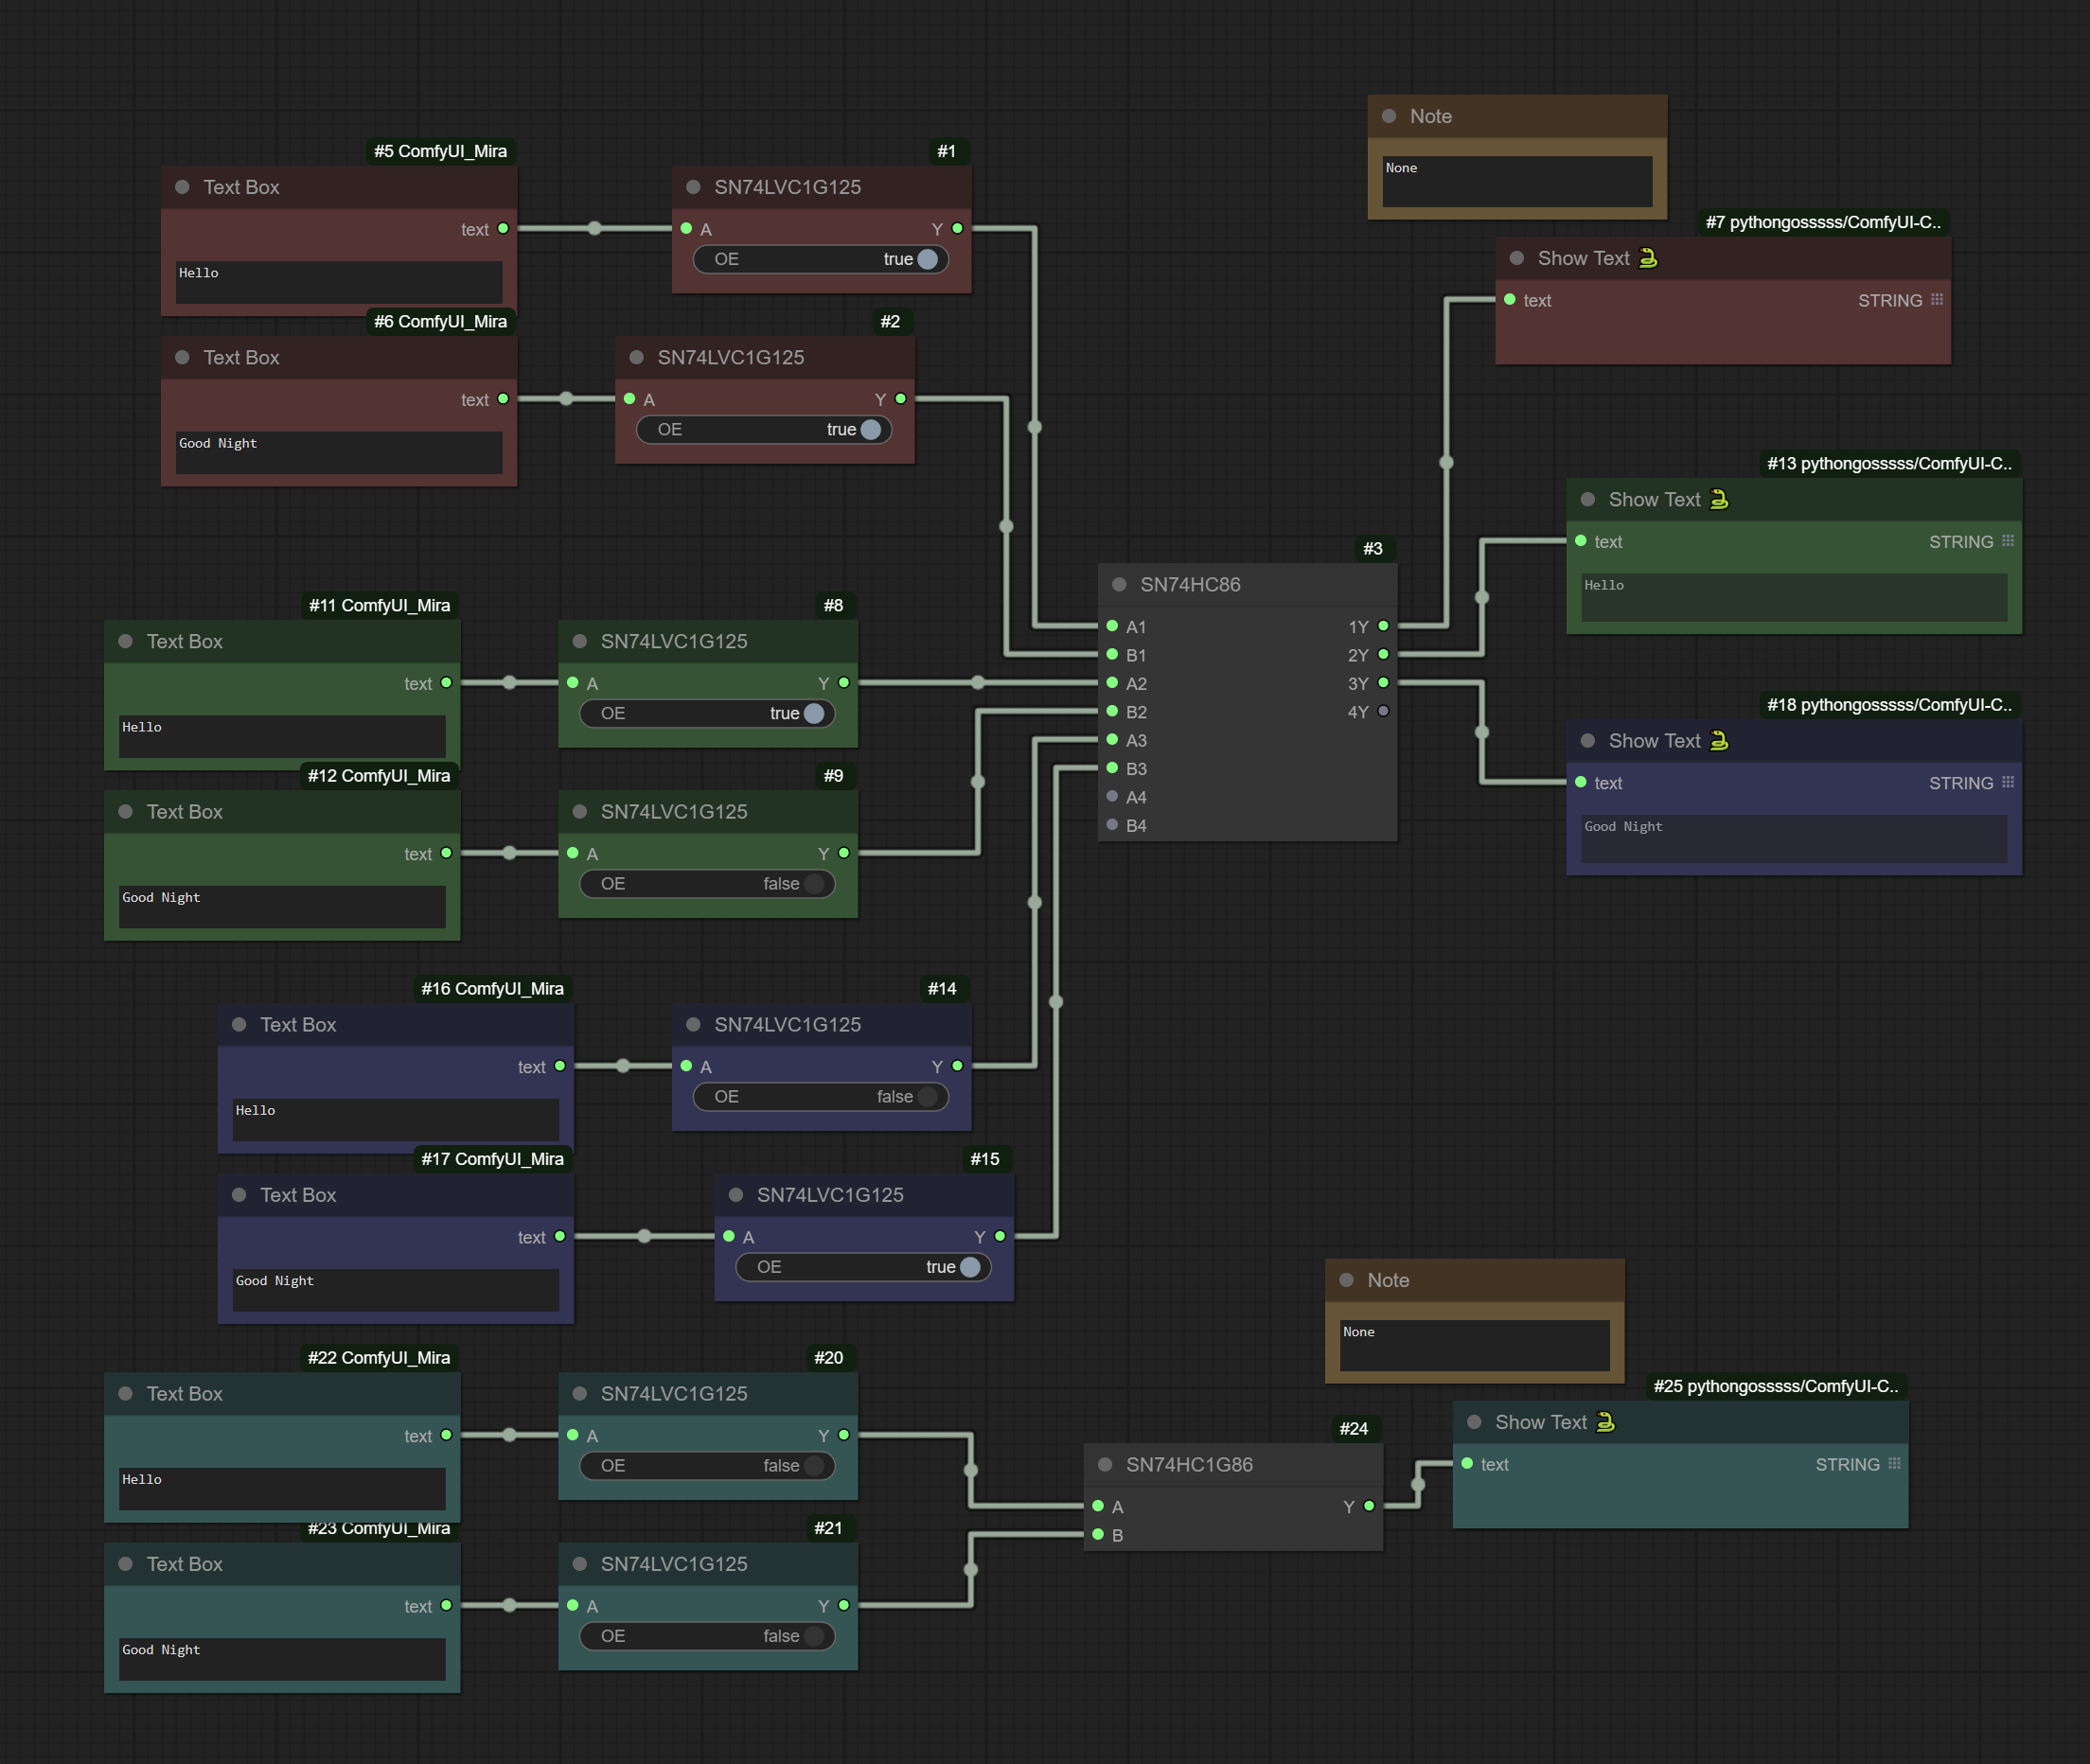 #5 ComfyUI_Mira
Text Box
text
Hello
#1
SN74LVC1G125
A
Y
OE
true
#6 ComfyUI_Mira
Text Box
text
Good Night
#2
SN74LVC1G125
A
Y
OE
true
Note
None
#7 pythongosssss/ComfyUI-C..
Show Text
text
STRING
#13 pythongosssss/ComfyUI-C..
Show Text
text
STRING
Hello
#11 ComfyUI_Mira
Text Box
text
Hello
#8
SN74LVC1G125
A
Y
OE
true
#12 ComfyUI_Mira
Text Box
text
Good Night
#9
SN74LVC1G125
A
Y
OE
false
#3
SN74HC86
A1
1Y
B1
2Y
A2
3Y
B2
4Y
A3
B3
A4
B4
#18 pythongosssss/ComfyUI-C..
Show Text
text
STRING
Good Night
#16 ComfyUI_Mira
Text Box
text
Hello
#14
SN74LVC1G125
A
Y
OE
false
#17 ComfyUI_Mira
Text Box
text
Good Night
#15
SN74LVC1G125
A
Y
OE
true
#22 ComfyUI_Mira
Text Box
text
Hello
#20
SN74LVC1G125
A
Y
OE
false
#23 ComfyUI_Mira
Text Box
text
Good Night
#21
SN74LVC1G125
A
Y
OE
false
Note
None
#24
SN74HC1G86
A
Y
B
#25 pythongosssss/ComfyUI-C..
Show Text
text
STRING